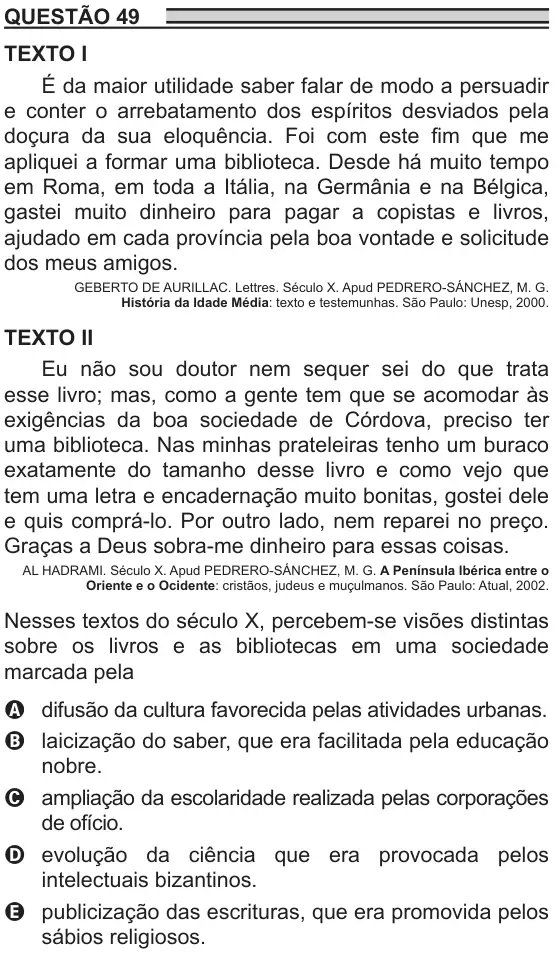 QUESTÃO 49
TEXTO I
É da maior utilidade saber falar de modo a persuadir
e conter o arrebatamento dos espíritos desviados pela
doçura da sua eloquência. Foi com este fim que me
apliquei a formar uma biblioteca. Desde há muito tempo
em Roma, em toda a Itália, na Germânia e na Bélgica,
gastei muito dinheiro para pagar a copistas e livros,
ajudado em cada província pela boa vontade e solicitude
dos meus amigos.
GEBERTO DE AURILLAC. Lettres. Século X. Apud PEDRERO-SÁNCHEZ, M. G.
História da Idade Média: texto e testemunhas. São Paulo: Unesp, 2000.
TEXTO II
Eu não sou doutor nem sequer sei do que trata
esse livro; mas, como a gente tem que se acomodar às
exigências da boa sociedade de Córdova, preciso ter
uma biblioteca. Nas minhas prateleiras tenho um buraco
exatamente do tamanho desse livro e como vejo que
tem uma letra e encadernação muito bonitas, gostei dele
e quis comprá-lo. Por outro lado, nem reparei no preço.
Graças a Deus sobra-me dinheiro para essas coisas.
AL HADRAMI. Século X. Apud PEDRERO-SÁNCHEZ, M. G. A Península Ibérica entre o
Oriente e o Ocidente: cristãos, judeus e muçulmanos. São Paulo: Atual, 2002.
Nesses textos do século X, percebem-se visões distintas
sobre os livros e as bibliotecas em uma sociedade
marcada pela
A difusão da cultura favorecida pelas atividades urbanas.
B laicização do saber, que era facilitada pela educação
nobre.
C ampliação da escolaridade realizada pelas corporações
de ofício.
D evolução da ciência que era provocada pelos
intelectuais bizantinos.
E publicização das escrituras, que era promovida pelos
sábios religiosos.